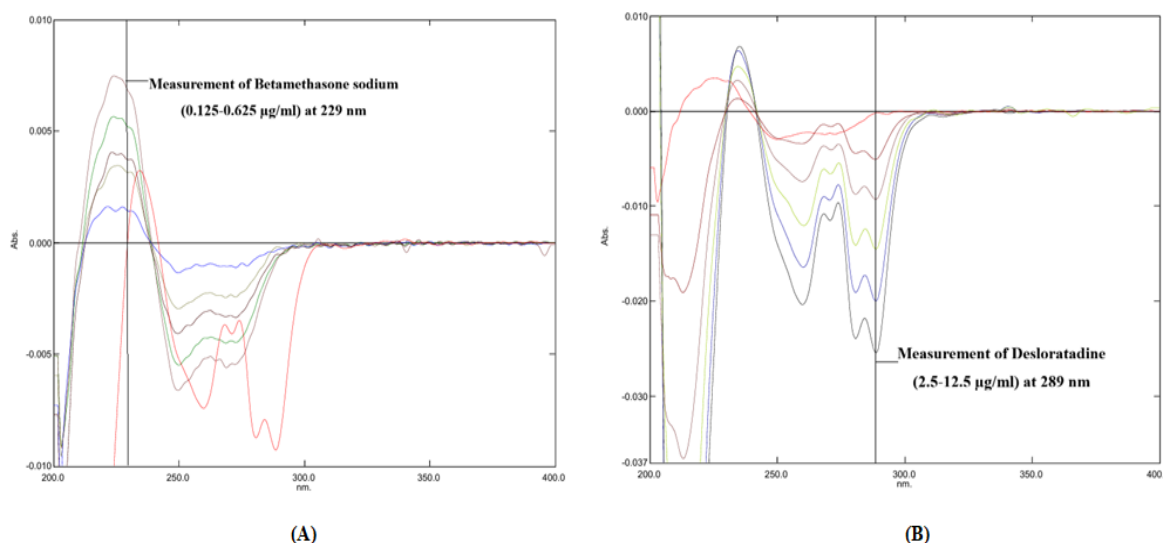 0.010
0.005
0.000
-0.005
-0.010
Abs.
200.0
250.0
300.0
350.0
400.0
nm.
Measurement of Betamethasone sodium
(0.125-0.625 µg/ml) at 229 nm
(A)
0.010
0.000
-0.010
-0.020
-0.030
-0.037
Abs.
200.0
250.0
300.0
350.0
400.0
nm.
Measurement of Desloratadine
(2.5-12.5 µg/ml) at 289 nm
(B)